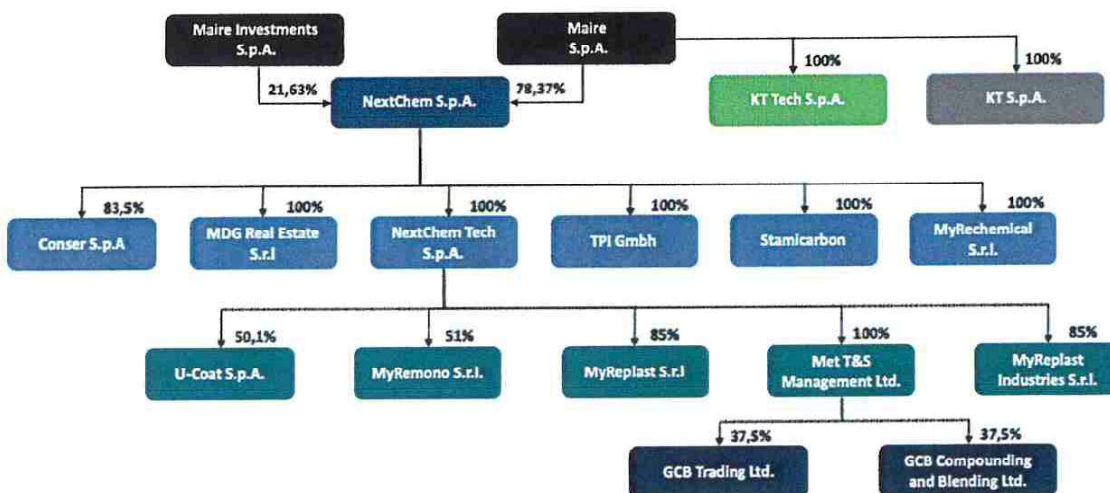 Maire Investments
S.p.A.
Maire
S.p.A.
21,63%
78,37%
100%
100%
NextChem S.p.A.
KT Tech S.p.A.
KT S.p.A.
83,5%
100%
100%
100%
100%
100%
Conser S.p.A
MDG Real Estate
S.r.l
NextChem Tech
S.p.A.
TPI Gmbh
Stamicarbon
MyRechemical
S.r.l.
50,1%
51%
85%
100%
85%
U-Coat S.p.A.
MyRemono S.r.l.
MyReplast S.r.l
Met T&S
Management Ltd.
MyReplast
Industries S.r.l.
37,5%
37,5%
GCB Trading Ltd.
GCB Compounding
and Blending Ltd.